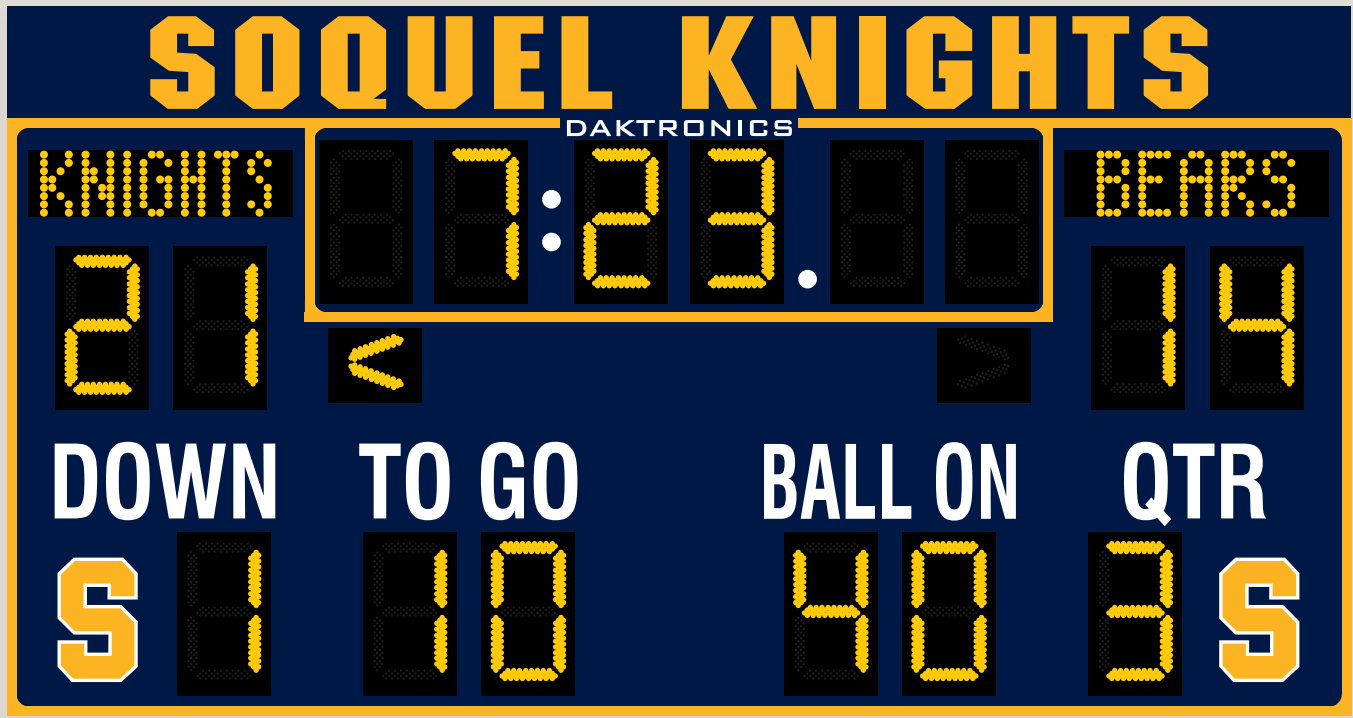 SOQUEL KNIGHTS
DAKTRONICS
KNIGHTS 7:23. BEARS
21 < > 14
DOWN TO GO BALL ON QTR
S 1 10 40 3 S